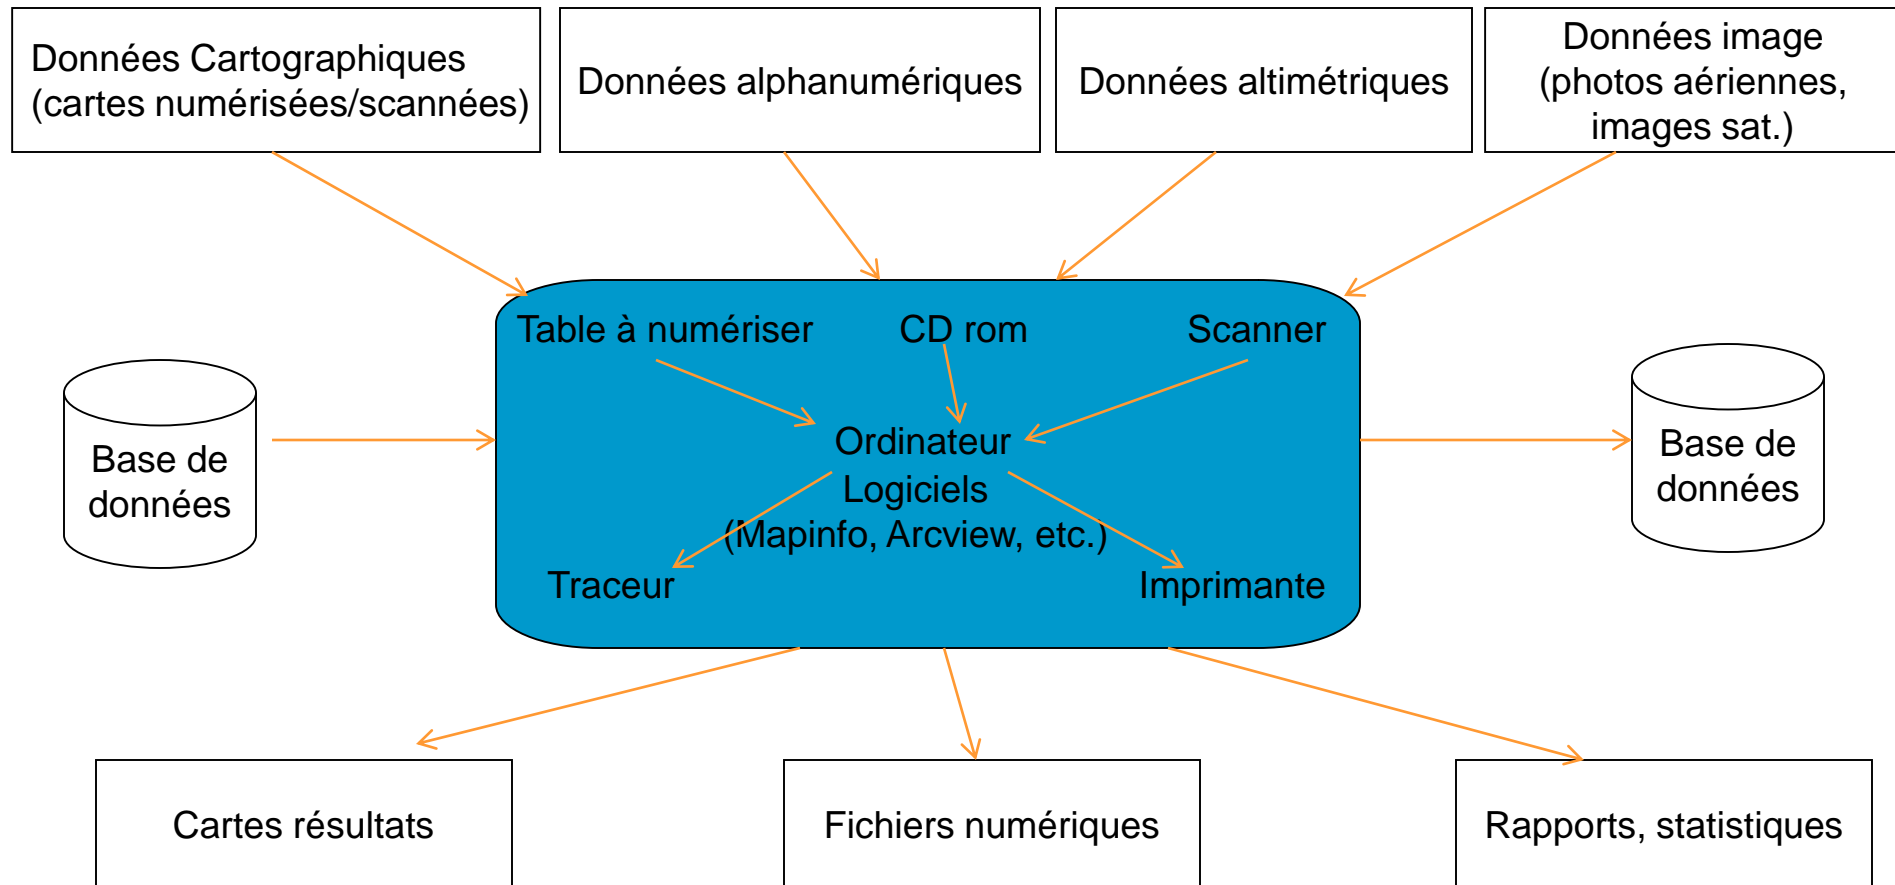 Données Cartographiques
(cartes numérisées/scannées)
Données alphanumériques
Données altimétriques
Données image
(photos aériennes,
images sat.)
Table à numériser
CD rom
Scanner
Base de
données
Ordinateur
Logiciels
(Mapinfo, Arcview, etc.)
Traceur
Imprimante
Base de
données
Cartes résultats
Fichiers numériques
Rapports, statistiques